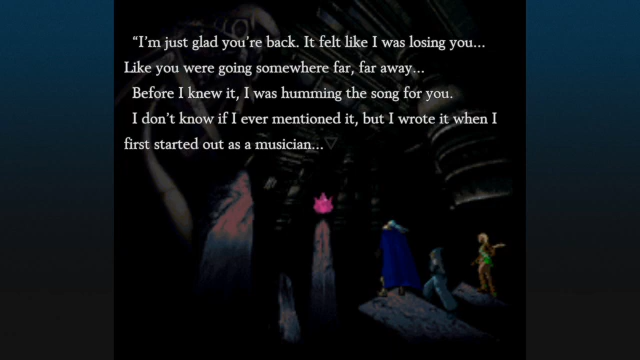 “I’m just glad you’re back. It felt like I was losing you...
Like you were going somewhere far, far away...
Before I knew it, I was humming the song for you.
I don’t know if I ever mentioned it, but I wrote it when I
first started out as a musician...